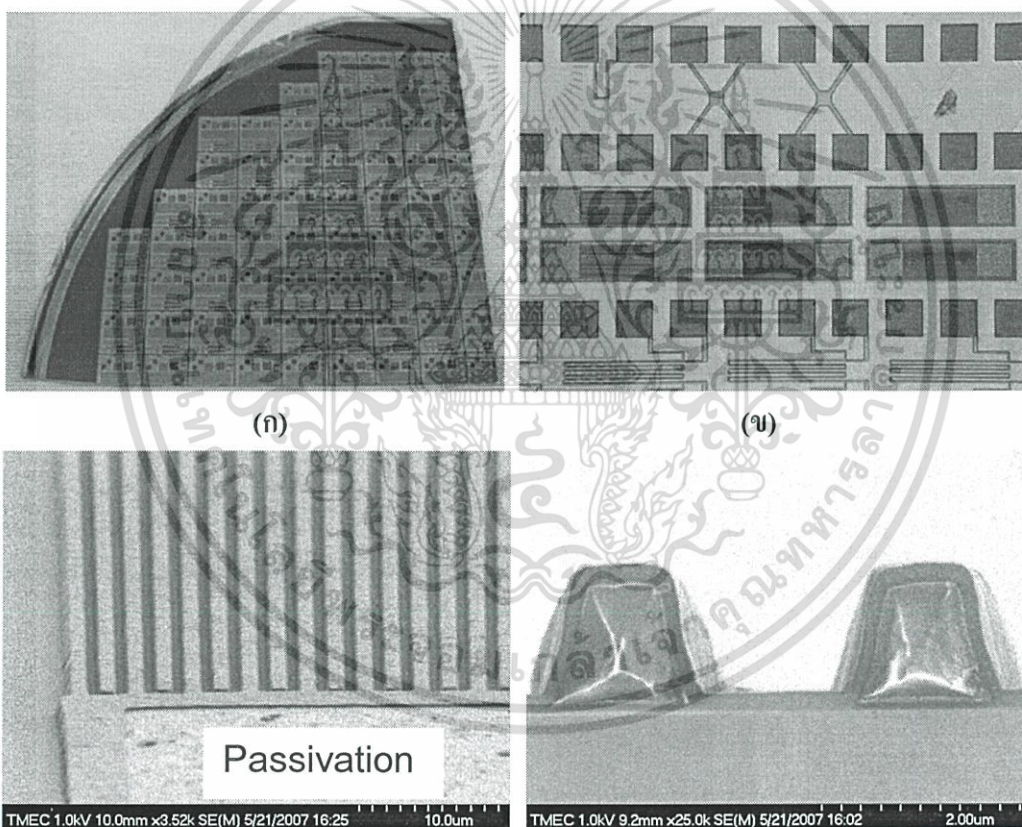 (ก)
(ข)
Passivation
TMEC 1.0kV 10.0mm x3.52k SE(M) 5/21/2007 16:25 10.0um
TMEC 1.0kV 9.2mm x25.0k SE(M) 5/21/2007 16:02 2.00um